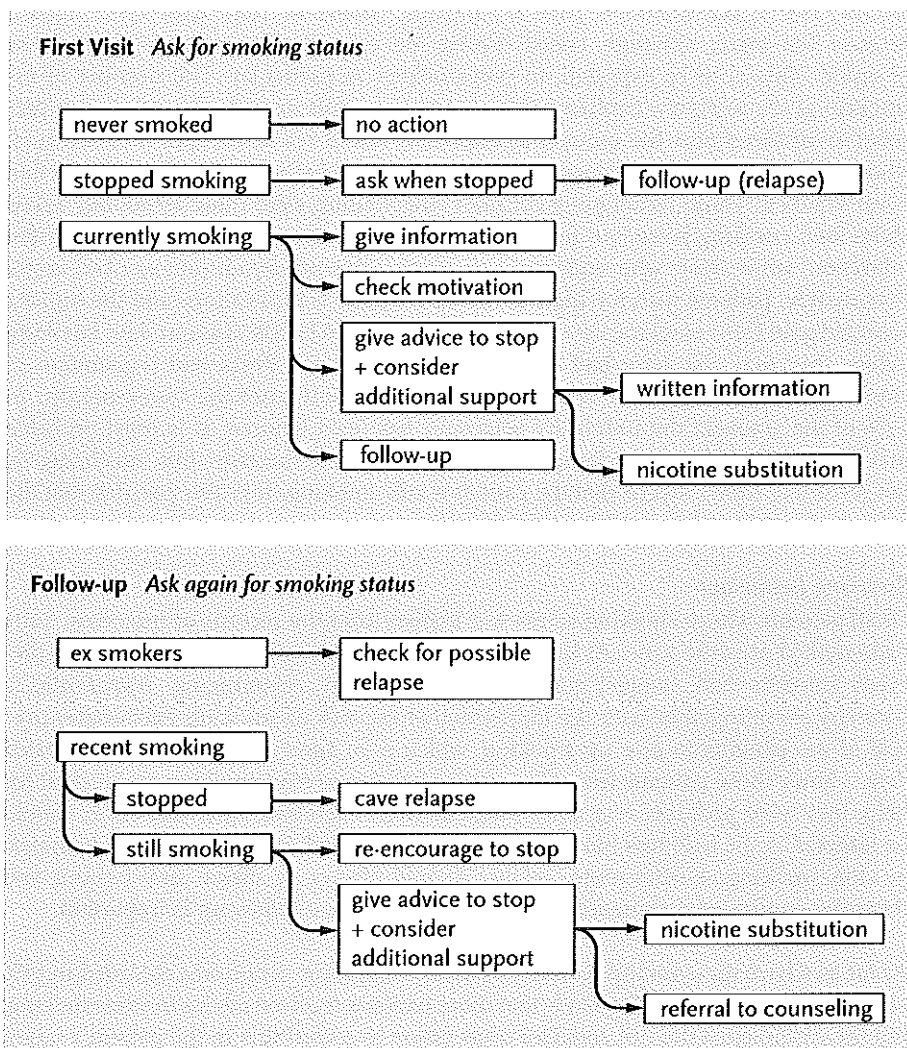 First Visit Ask for smoking status
never smoked
no action
stopped smoking
ask when stopped
follow-up (relapse)
currently smoking
give information
check motivation
give advice to stop
+ consider
additional support
written information
follow-up
nicotine substitution
Follow-up Ask again for smoking status
ex smokers
check for possible
relapse
recent smoking
stopped
cave relapse
still smoking
re-encourage to stop
give advice to stop
+ consider
additional support
nicotine substitution
referral to counseling